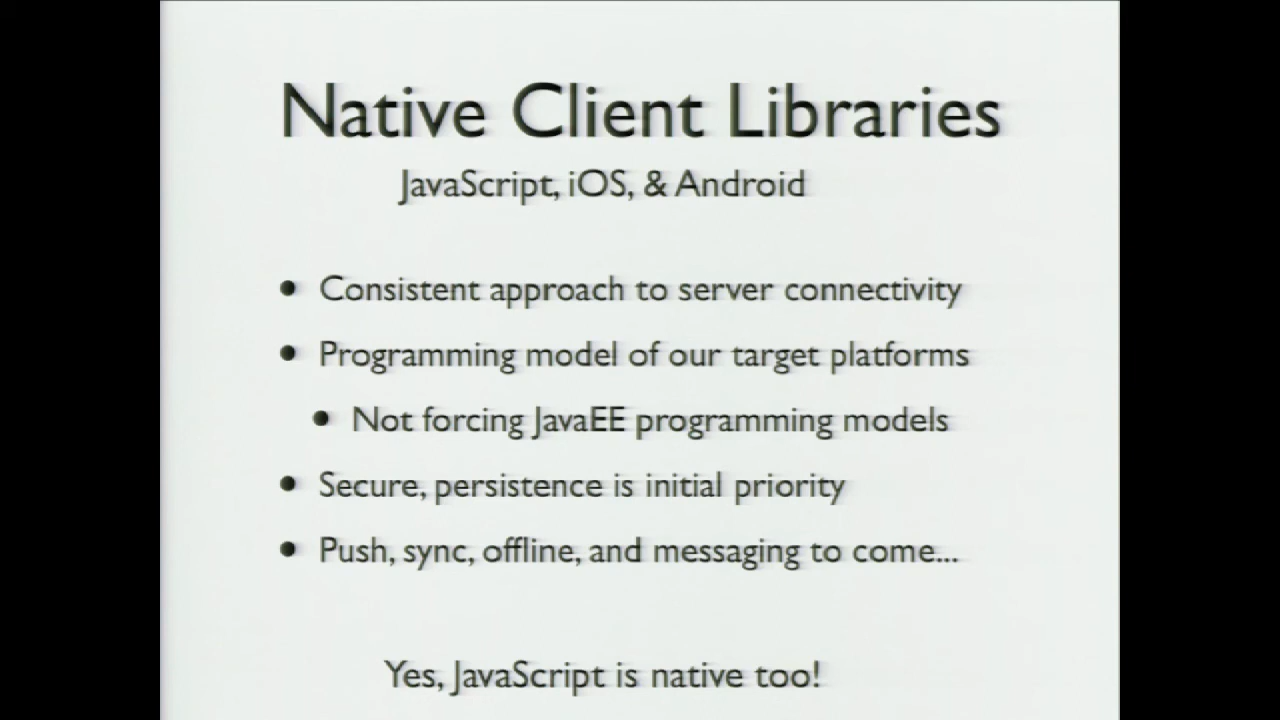 Native Client Libraries
JavaScript, iOS, & Android
• Consistent approach to server connectivity
• Programming model of our target platforms
• Not forcing JavaEE programming models
• Secure, persistence is initial priority
• Push, sync, offline, and messaging to come...
Yes, JavaScript is native too!